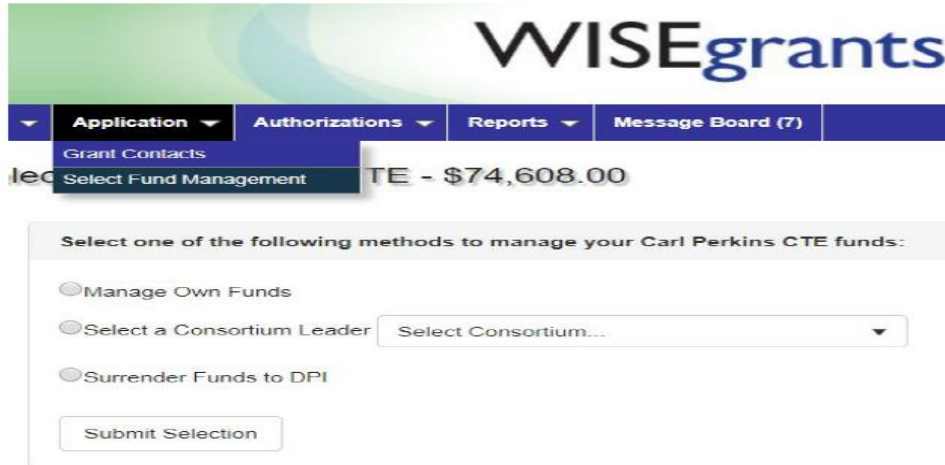 WISEgrants
Application Authorizations Reports Message Board (7)
Grant Contacts
Select Fund Management
TE - $74,608.00
Select one of the following methods to manage your Carl Perkins CTE funds:
Manage Own Funds
Select a Consortium Leader Select Consortium...
Surrender Funds to DPI
Submit Selection